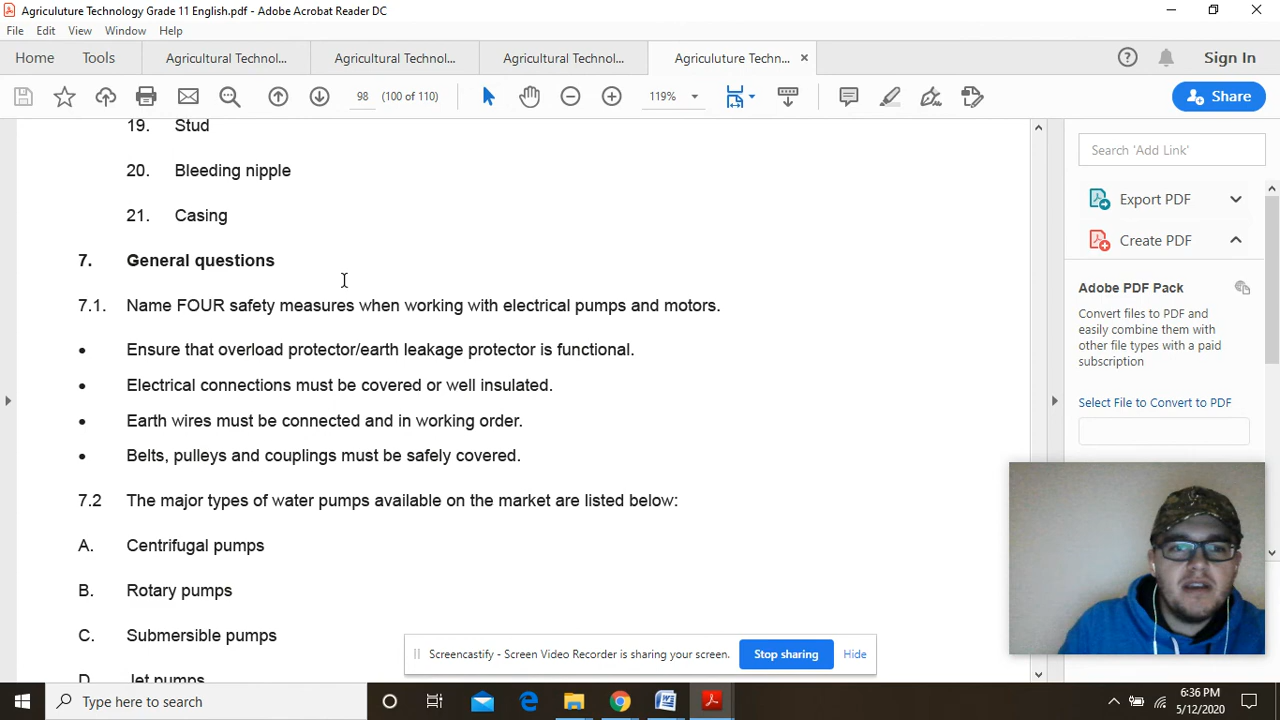 Agriculuture Technology Grade 11 English.pdf - Adobe Acrobat Reader DC
File Edit View Window Help
Home Tools Agricultural Technol... Agricultural Technol... Agricultural Technol... Agriculuture Techn... × Sign In
98 (100 of 110) 119% Share
19. Stud
20. Bleeding nipple
21. Casing
7. General questions
7.1. Name FOUR safety measures when working with electrical pumps and motors.
• Ensure that overload protector/earth leakage protector is functional.
• Electrical connections must be covered or well insulated.
• Earth wires must be connected and in working order.
• Belts, pulleys and couplings must be safely covered.
7.2 The major types of water pumps available on the market are listed below:
A. Centrifugal pumps
B. Rotary pumps
C. Submersible pumps
D. Jet pumps
Search 'Add Link'
Export PDF
Create PDF
Adobe PDF Pack
Convert files to PDF and
easily combine them with
other file types with a paid
subscription
Select File to Convert to PDF
Screencastify - Screen Video Recorder is sharing your screen. Stop sharing Hide
Type here to search
6:36 PM
5/12/2020